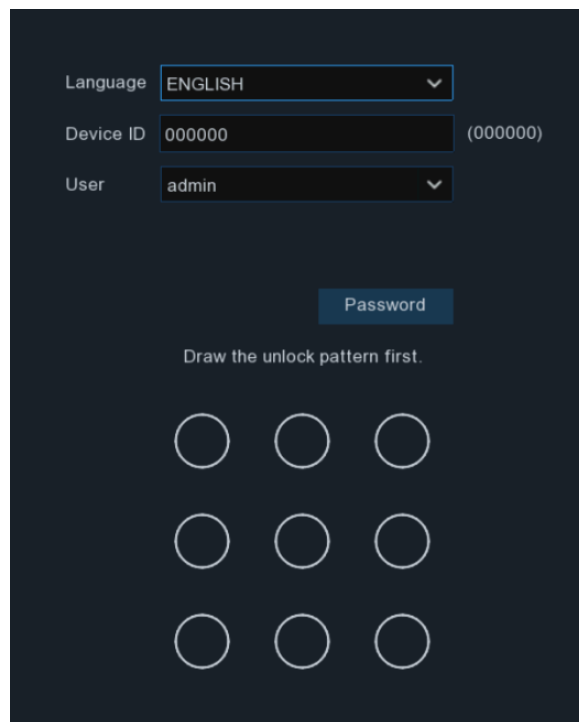 Language ENGLISH
Device ID 000000 (000000)
User admin
Password
Draw the unlock pattern first.